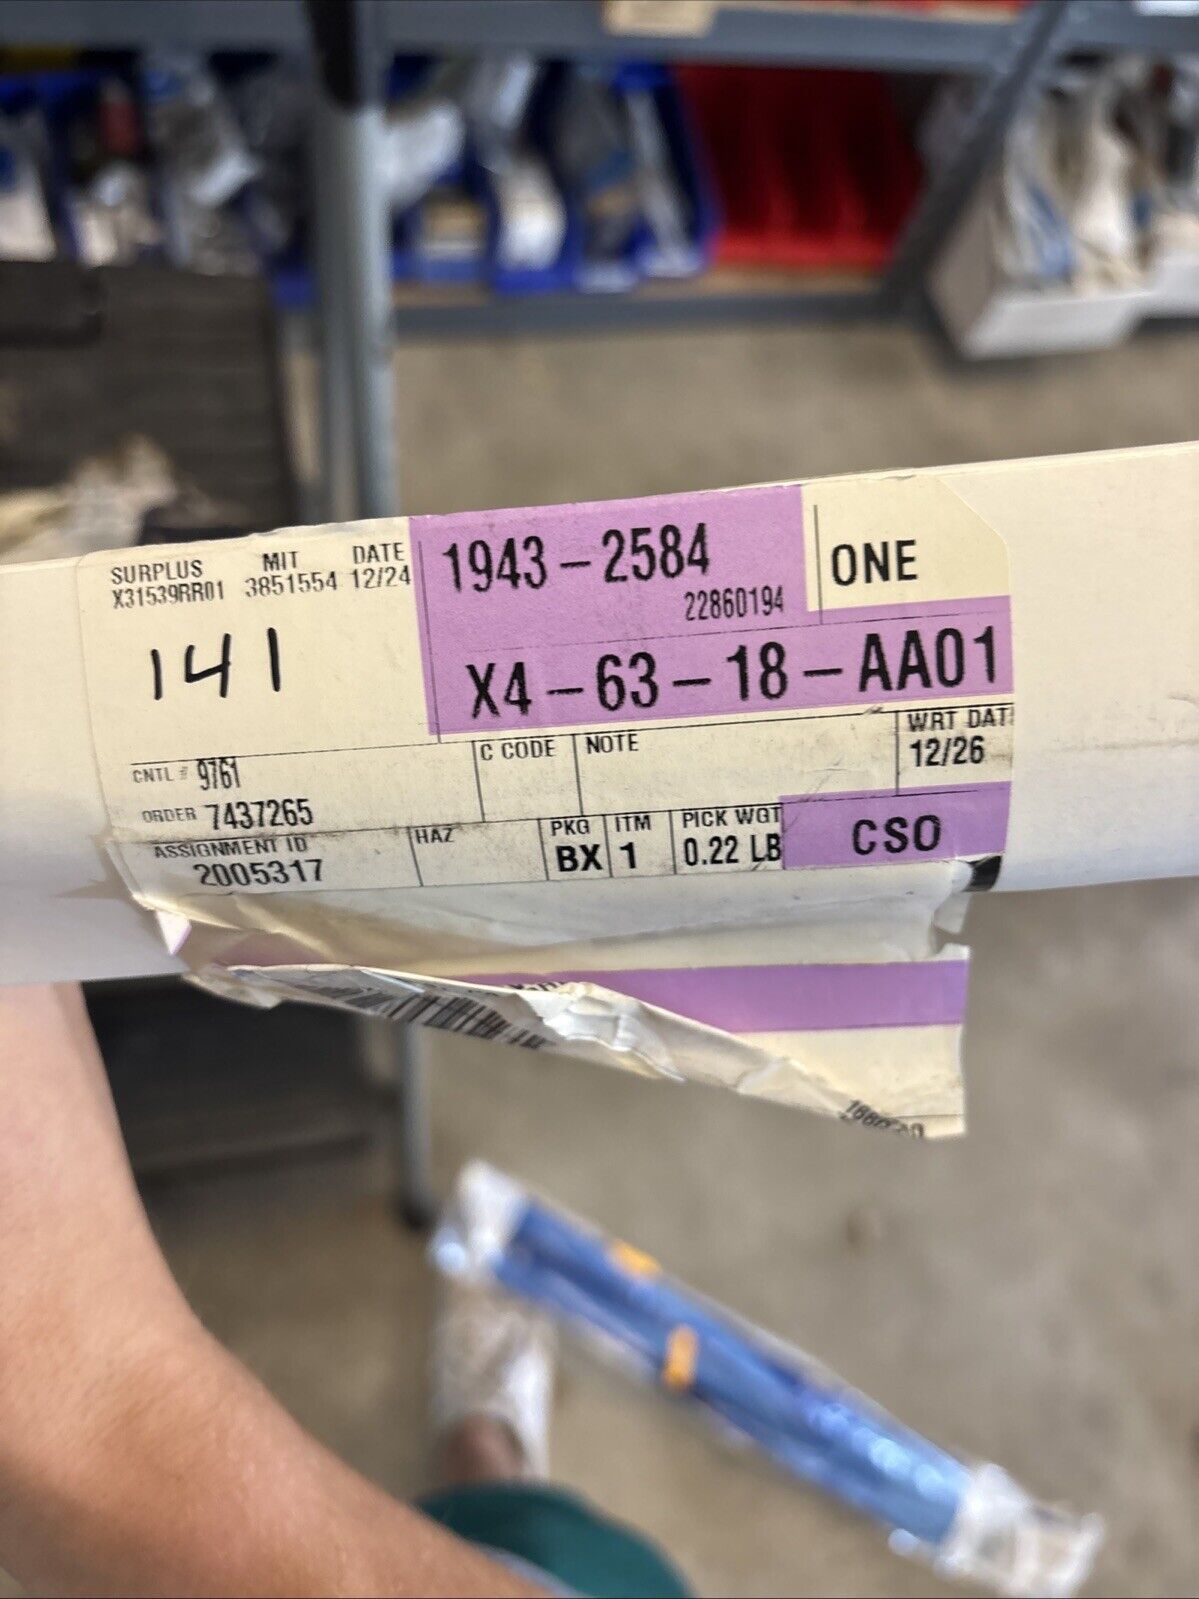 SURPLUS MIT DATE
X31539RR01 3851554 12/24
1943-2584
22860194
ONE
141
X4-63-18-AA01
CNTL # 9761
C CODE
NOTE
WRT DAT
12/26
ORDER 7437265
ASSIGNMENT ID
2005317
HAZ
PKG
BX
ITM
1
PICK WGT
0.22 LB
CSO